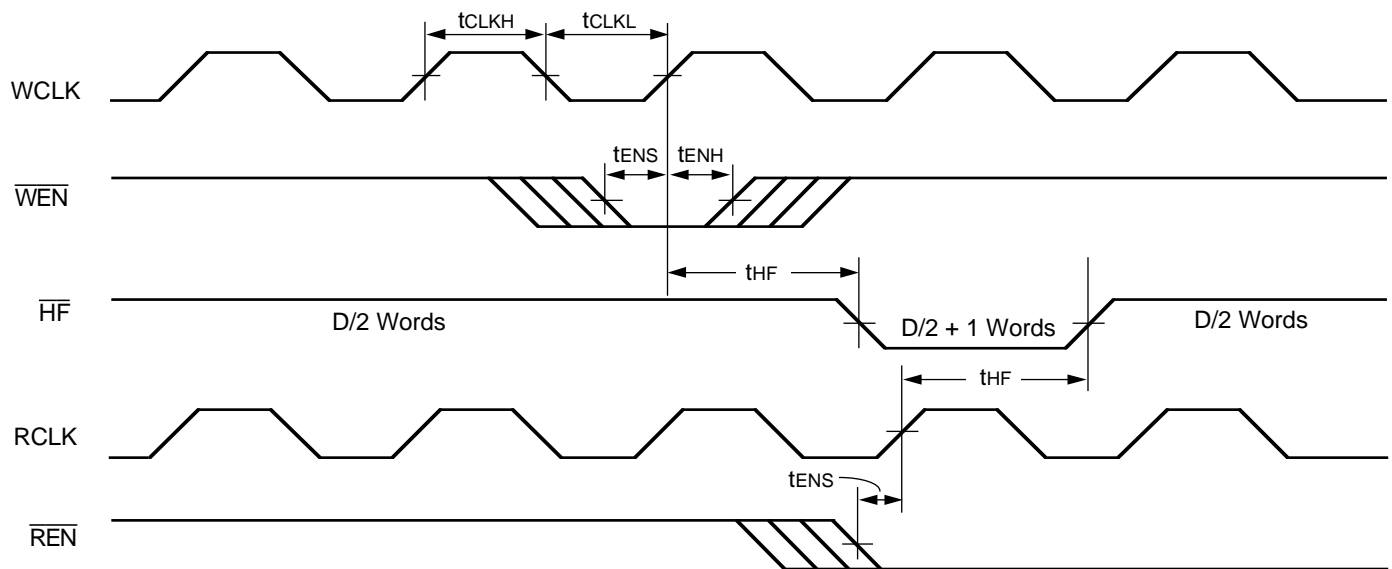 tCLKH
tCLKL
WCLK
tENS
tENH
WEN
tHF
HF
D/2 Words
D/2 + 1 Words
D/2 Words
tHF
RCLK
tENS
REN